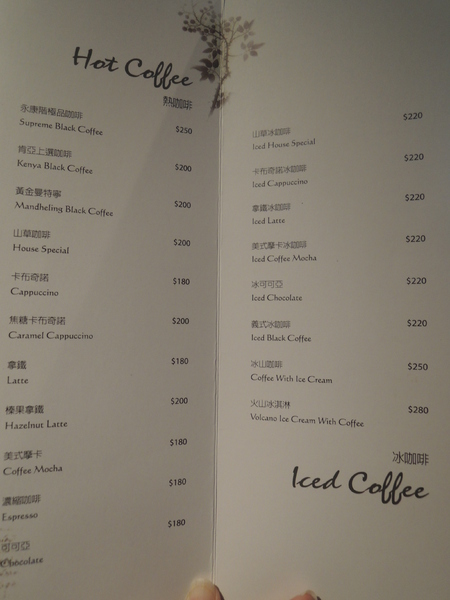 Hot Coffee
熱咖啡
永康階極品咖啡
Supreme Black Coffee $250
肯亞上選咖啡
Kenya Black Coffee $200
黃金曼特寧
Mandheling Black Coffee $200
山華咖啡
House Special $200
卡布奇諾
Cappuccino $180
焦糖卡布奇諾
Caramel Cappuccino $200
拿鐵
Latte $180
榛果拿鐵
Hazelnut Latte $200
美式摩卡
Coffee Mocha $180
濃縮咖啡
Espresso $180
可可亞
Chocolate $180
山華冰咖啡 $220
Iced House Special
卡布奇諾冰咖啡 $220
Iced Cappuccino
拿鐵冰咖啡 $220
Iced Latte
美式摩卡冰咖啡 $220
Iced Coffee Mocha
冰可可亞 $220
Iced Chocolate
義式冰咖啡 $220
Iced Black Coffee
冰山咖啡 $250
Coffee With Ice Cream
火山冰淇淋 $280
Volcano Ice Cream With Coffee
冰咖啡
Iced Coffee